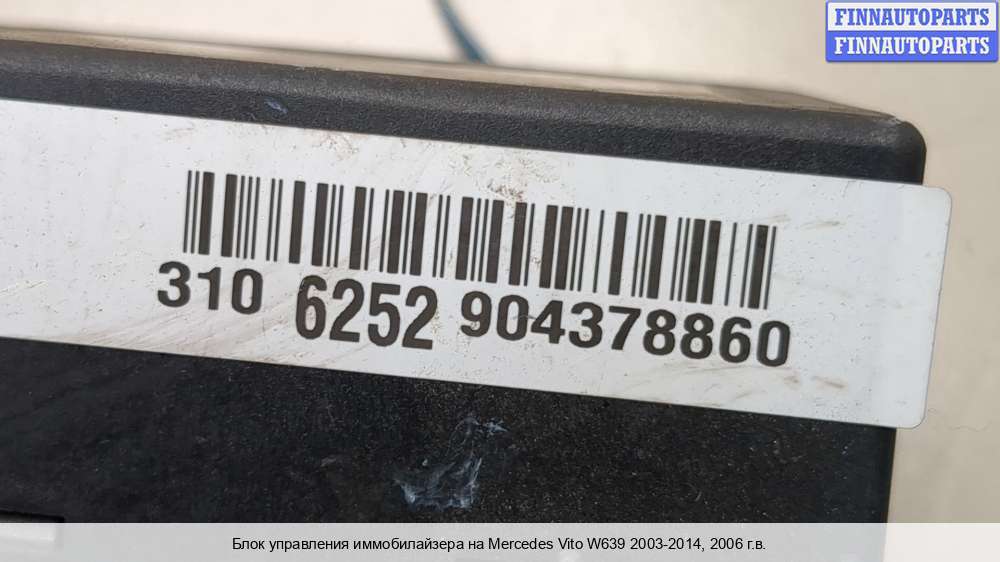 FINNAUTOPARTS
FINNAUTOPARTS
310 6252 904378860
Блок управления иммобилайзера на Mercedes Vito W639 2003-2014, 2006 г.в.